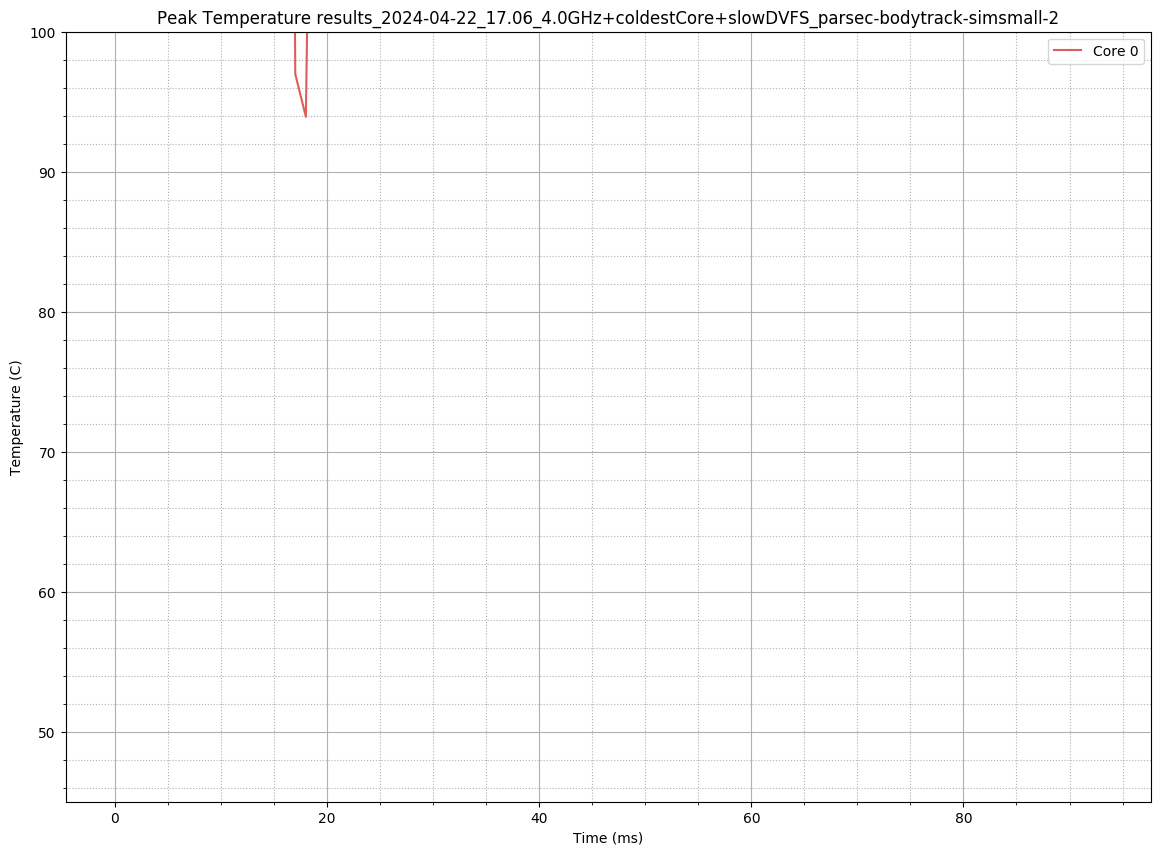 Peak Temperature results_2024-04-22_17.06_4.0GHz+coldestCore+slowDVFS_parsec-bodytrack-simsmall-2
Core 0
Temperature (C)
100
90
80
70
60
50
0 20 40 60 80
Time (ms)